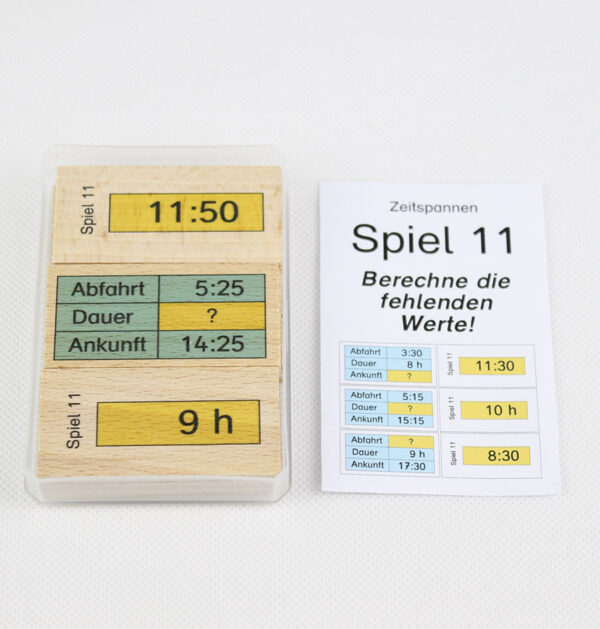 Spiel 11
11:50
Abfahrt 5:25
Dauer ?
Ankunft 14:25
Spiel 11
9 h
Zeitspannen
Spiel 11
Berechne die
fehlenden
Werte!
Abfahrt 3:30
Dauer 8 h
Ankunft ?
Spiel 11
11:30
Abfahrt 5:15
Dauer ?
Ankunft 15:15
Spiel 11
10 h
Abfahrt ?
Dauer 9 h
Ankunft 17:30
Spiel 11
8:30